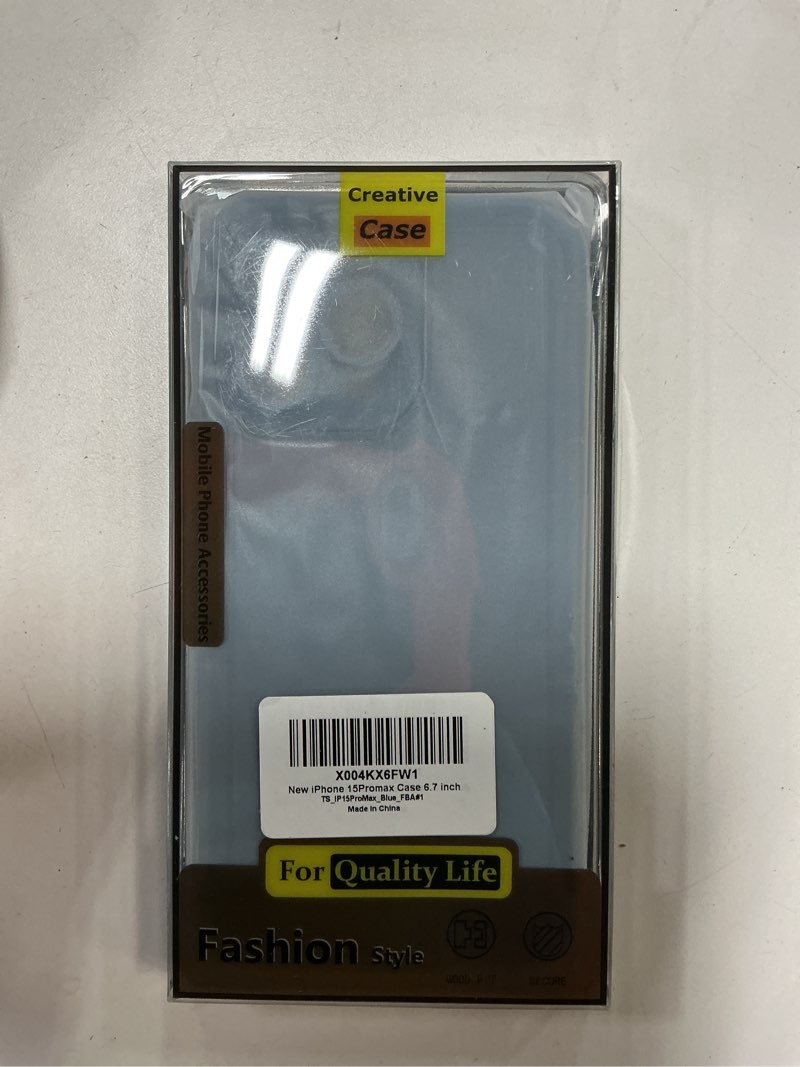 Creative
Case
Mobile Phone Accessories
X004KX6FW1
New iPhone 15Promax Case 6.7 inch
TS_IP15ProMax_Blue_FBA#1
Made in China
For Quality Life
Fashion Style
GOOD F T
SECURE